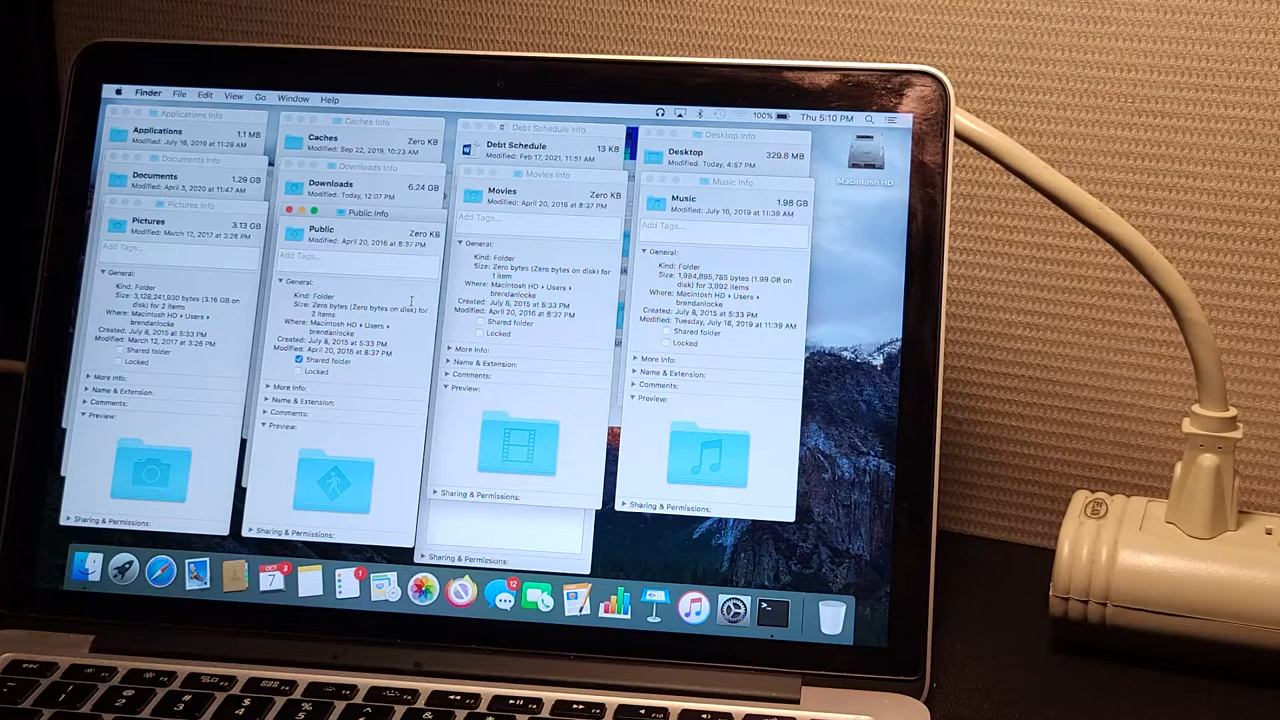 Finder File Edit View Go Window Help
100% Thu 5:10 PM
Applications Info
Applications 1.1 MB
Modified: July 16, 2019 at 11:29 AM
Documents Info
Documents 1.29 GB
Modified: April 3, 2020 at 11:47 AM
Pictures Info
Pictures 3.13 GB
Modified: March 12, 2017 at 3:26 PM
Add Tags...
General:
Kind: Folder
Size: 3,128,241,930 bytes (3.16 GB on
disk) for 2 items
Where: Macintosh HD ▸ Users ▸
brendanlocke
Created: July 8, 2015 at 5:33 PM
Modified: March 12, 2017 at 3:26 PM
Shared folder
Locked
More Info:
Name & Extension:
Comments:
Preview:
Sharing & Permissions:
Caches Info
Caches Zero KB
Modified: Sep 22, 2019, 10:23 AM
Downloads Info
Downloads 6.24 GB
Modified: Today, 12:07 PM
Public Info
Public Zero KB
Modified: April 20, 2016 at 8:37 PM
Add Tags...
General:
Kind: Folder
Size: Zero bytes (Zero bytes on disk) for
2 items
Where: Macintosh HD ▸ Users ▸
brendanlocke
Created: July 8, 2015 at 5:33 PM
Modified: April 20, 2016 at 8:37 PM
Shared folder
Locked
More Info:
Name & Extension:
Comments:
Preview:
Sharing & Permissions:
Debt Schedule Info
Debt Schedule 13 KB
Modified: Feb 17, 2021, 11:51 AM
Movies Info
Movies Zero KB
Modified: April 20, 2016 at 8:37 PM
Add Tags...
General:
Kind: Folder
Size: Zero bytes (Zero bytes on disk) for
1 item
Where: Macintosh HD ▸ Users ▸
brendanlocke
Created: July 8, 2015 at 5:33 PM
Modified: April 20, 2016 at 8:37 PM
Shared folder
Locked
More Info:
Name & Extension:
Comments:
Preview:
Sharing & Permissions:
Sharing & Permissions:
Desktop Info
Desktop 329.8 MB
Modified: Today, 4:57 PM
Music Info
Music 1.98 GB
Modified: July 16, 2019 at 11:39 AM
Add Tags...
General:
Kind: Folder
Size: 1,984,895,785 bytes (1.99 GB on
disk) for 3,092 items
Where: Macintosh HD ▸ Users ▸
brendanlocke
Created: July 8, 2015 at 5:33 PM
Modified: Tuesday, July 16, 2019 at 11:39 AM
Shared folder
Locked
More Info:
Name & Extension:
Comments:
Preview:
Sharing & Permissions:
Macintosh HD
OCT 3
7
1
12
esc